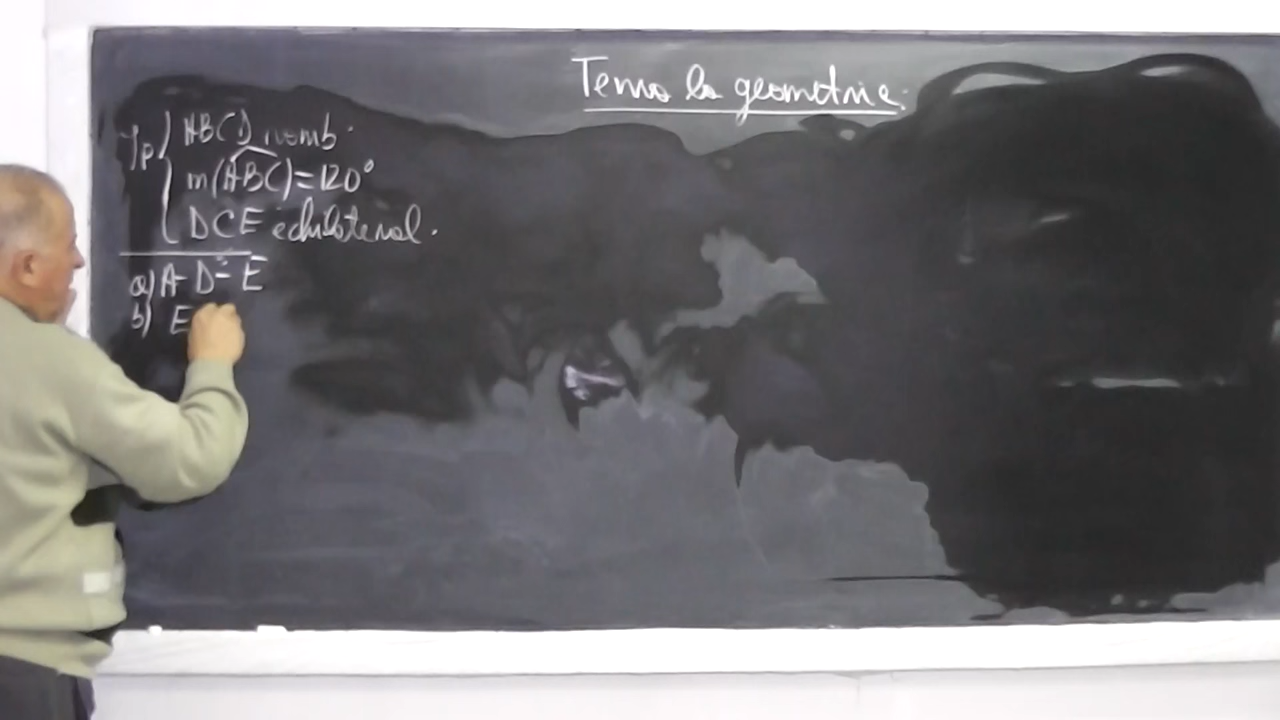 Tema la geometrie.
Ip ABCD romb.
m(ABC)=120°
DCE echilateral.
a) A-D-E
b) E